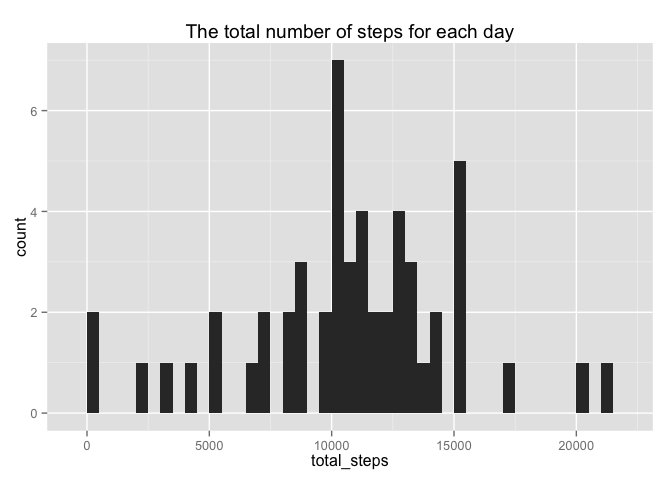 The total number of steps for each day
6
4
2
0
count
0 5000 10000 15000 20000
total_steps